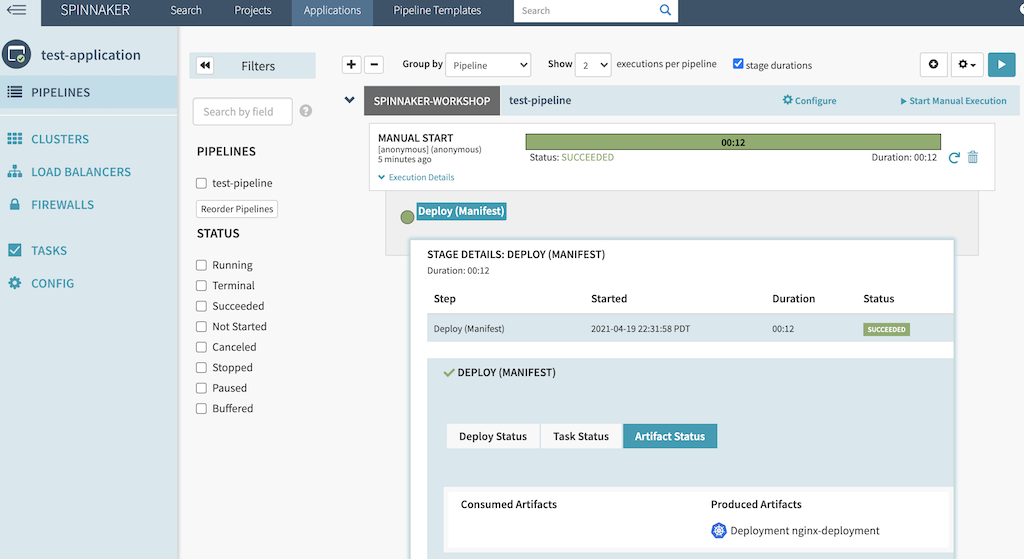 SPINNAKER Search Projects Applications Pipeline Templates Search
test-application
PIPELINES
CLUSTERS
LOAD BALANCERS
FIREWALLS
TASKS
CONFIG
Filters
Search by field ?
PIPELINES
test-pipeline
Reorder Pipelines
STATUS
Running
Terminal
Succeeded
Not Started
Canceled
Stopped
Paused
Buffered
Group by Pipeline Show 2 executions per pipeline stage durations
SPINNAKER-WORKSHOP test-pipeline Configure Start Manual Execution
MANUAL START
[anonymous] (anonymous)
5 minutes ago
Execution Details
00:12
Status: SUCCEEDED Duration: 00:12
Deploy (Manifest)
STAGE DETAILS: DEPLOY (MANIFEST)
Duration: 00:12
Step Started Duration Status
Deploy (Manifest) 2021-04-19 22:31:58 PDT 00:12 SUCCEEDED
DEPLOY (MANIFEST)
Deploy Status Task Status Artifact Status
Consumed Artifacts Produced Artifacts
Deployment nginx-deployment